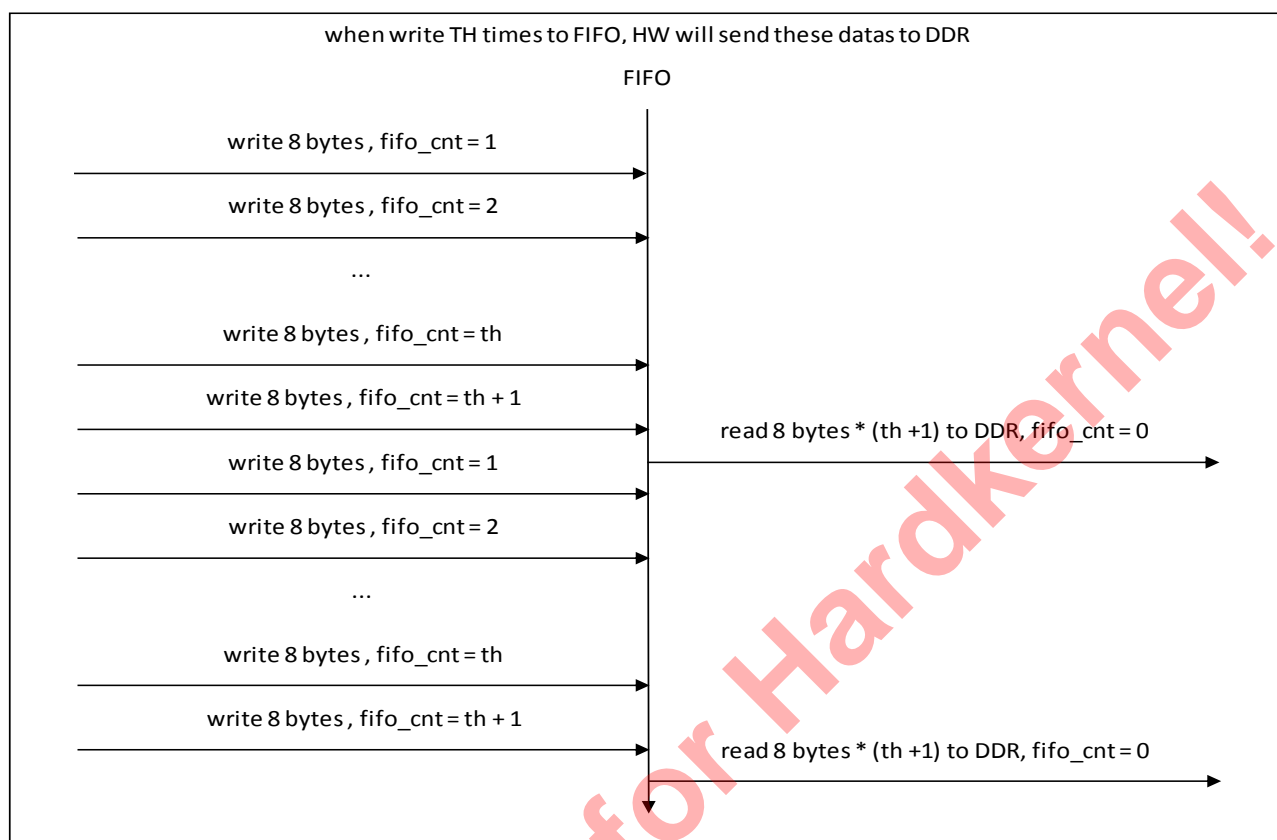 when write TH times to FIFO, HW will send these datas to DDR
FIFO
write 8 bytes , fifo_cnt = 1
write 8 bytes , fifo_cnt = 2
...
write 8 bytes , fifo_cnt = th
write 8 bytes , fifo_cnt = th + 1
read 8 bytes * (th +1) to DDR, fifo_cnt = 0
write 8 bytes , fifo_cnt = 1
write 8 bytes , fifo_cnt = 2
...
write 8 bytes , fifo_cnt = th
write 8 bytes , fifo_cnt = th + 1
read 8 bytes * (th +1) to DDR, fifo_cnt = 0
for Hardkernel!